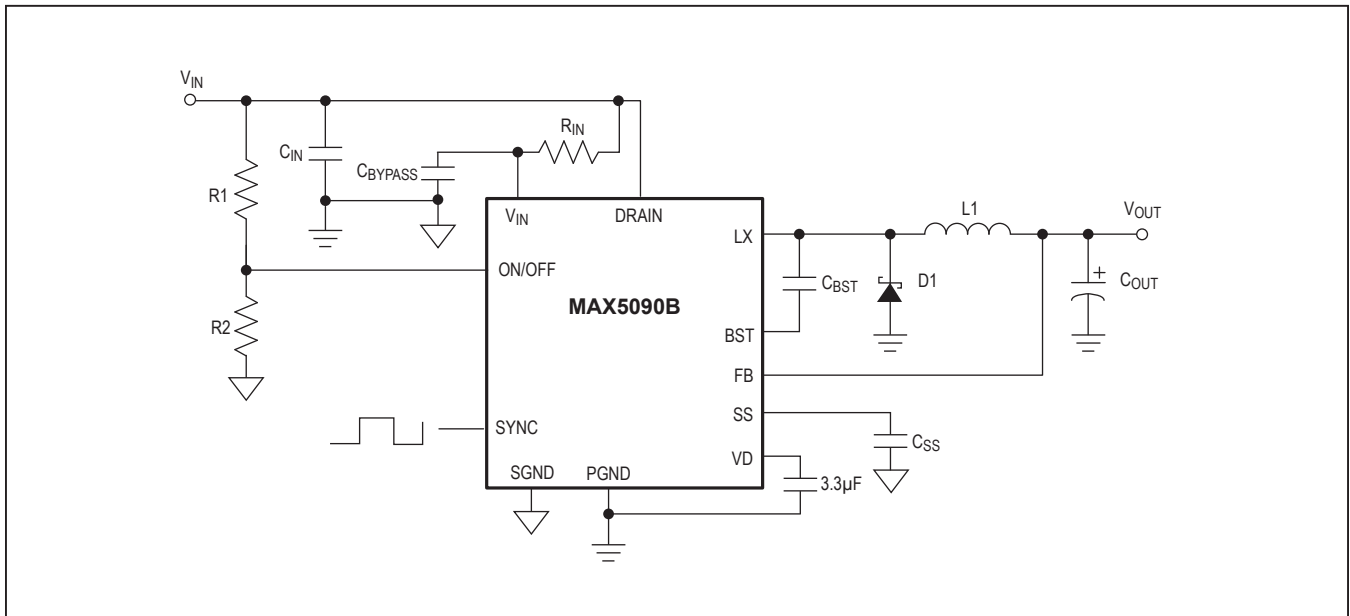 VIN
RIN
CIN
CBYPASS
R1
VIN
DRAIN
LX
L1
VOUT
ON/OFF
CBST
D1
+
COUT
MAX5090B
R2
BST
FB
SS
SYNC
CSS
VD
SGND
PGND
3.3µF